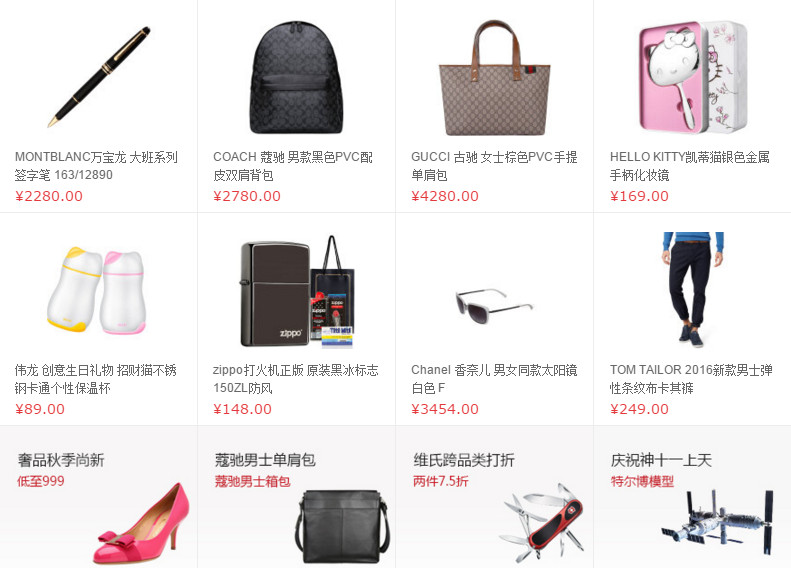 MONTBLANC万宝龙 大班系列
签字笔 163/12890
¥2280.00
COACH 蔻驰 男款黑色PVC配
皮双肩背包
¥2780.00
GUCCI 古驰 女士棕色PVC手提
单肩包
¥4280.00
HELLO KITTY凯蒂猫银色金属
手柄化妆镜
¥169.00
伟龙 创意生日礼物 招财猫不锈
钢卡通个性保温杯
¥89.00
zippo
zippo打火机正版 原装黑冰标志
150ZL防风
¥148.00
Chanel 香奈儿 男女同款太阳镜
白色 F
¥3454.00
TOM TAILOR 2016新款男士弹
性条纹布卡其裤
¥249.00
奢品秋季尚新
低至999
蔻驰男士单肩包
蔻驰男士箱包
维氏跨品类打折
两件7.5折
庆祝神十一上天
特尔博模型